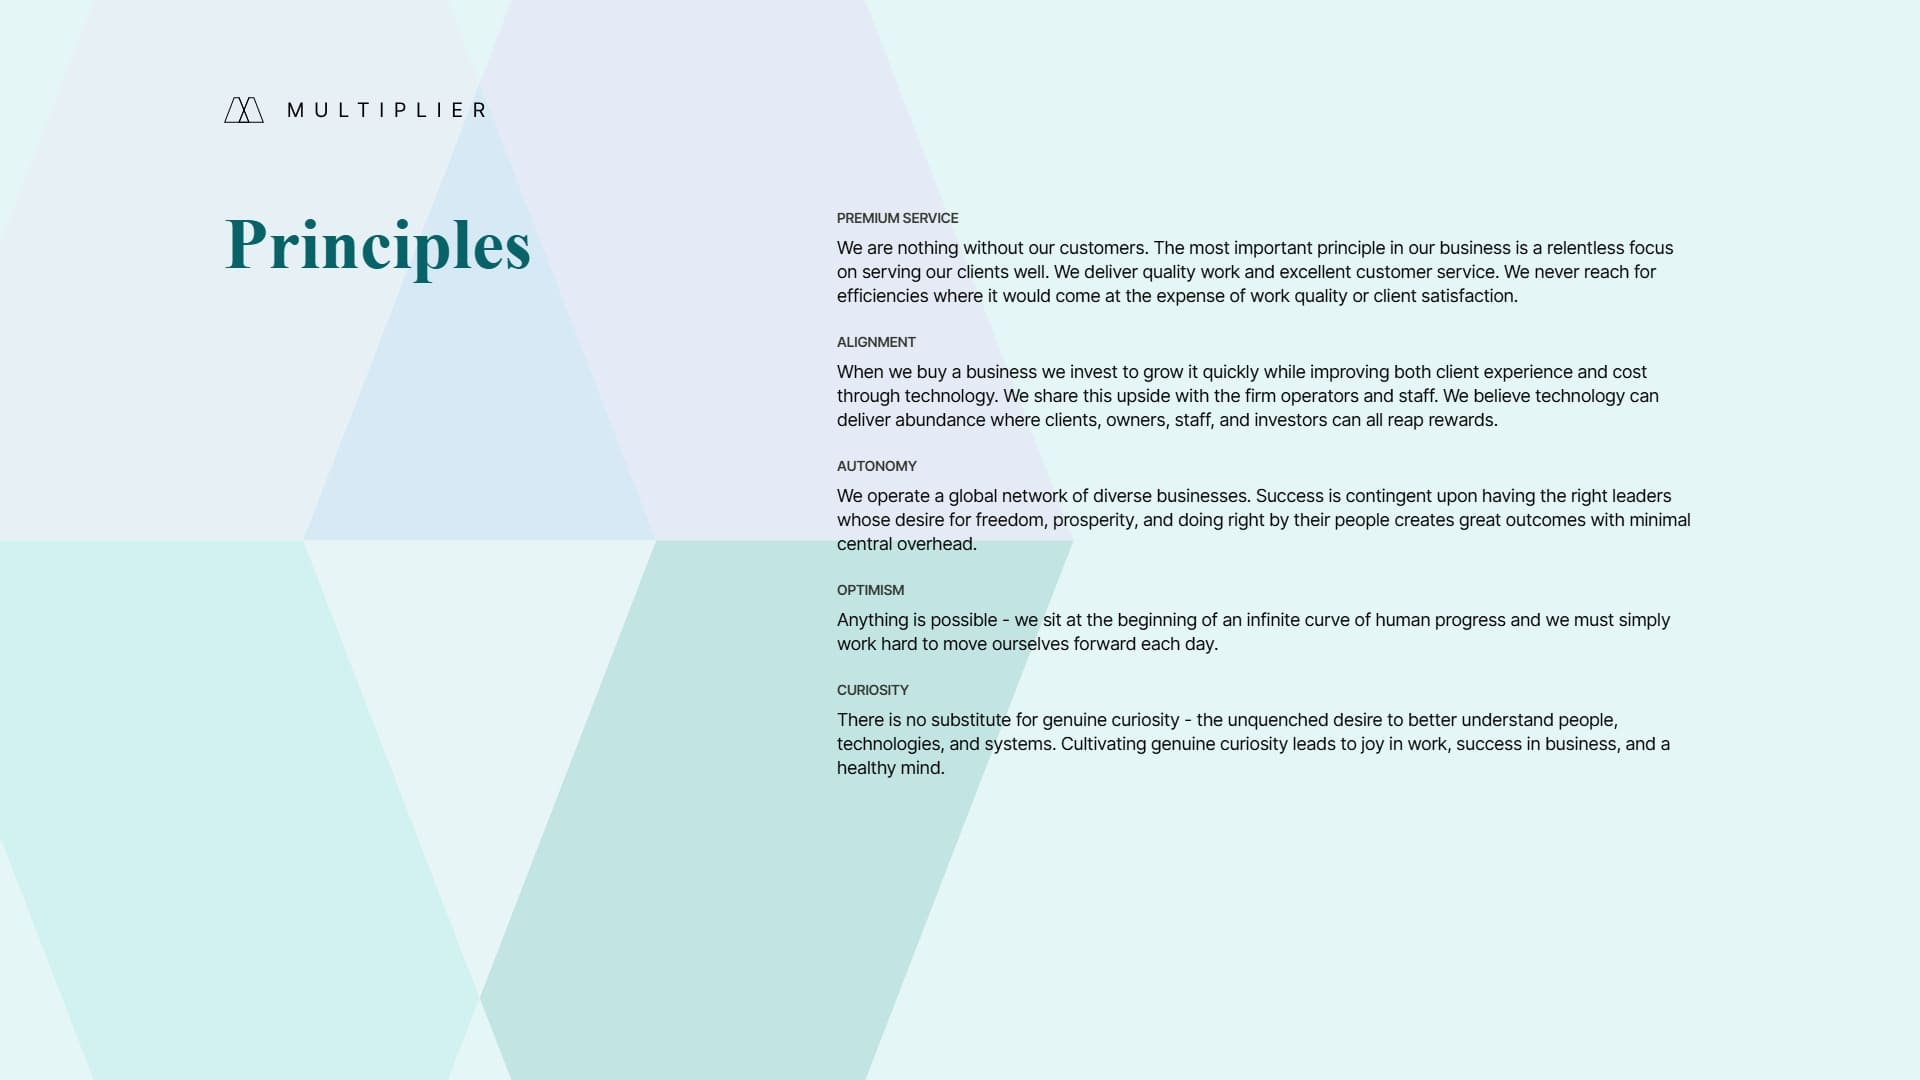 MULTIPLIER
Principles
PREMIUM SERVICE
We are nothing without our customers. The most important principle in our business is a relentless focus
on serving our clients well. We deliver quality work and excellent customer service. We never reach for
efficiencies where it would come at the expense of work quality or client satisfaction.
ALIGNMENT
When we buy a business we invest to grow it quickly while improving both client experience and cost
through technology. We share this upside with the firm operators and staff. We believe technology can
deliver abundance where clients, owners, staff, and investors can all reap rewards.
AUTONOMY
We operate a global network of diverse businesses. Success is contingent upon having the right leaders
whose desire for freedom, prosperity, and doing right by their people creates great outcomes with minimal
central overhead.
OPTIMISM
Anything is possible - we sit at the beginning of an infinite curve of human progress and we must simply
work hard to move ourselves forward each day.
CURIOSITY
There is no substitute for genuine curiosity - the unquenched desire to better understand people,
technologies, and systems. Cultivating genuine curiosity leads to joy in work, success in business, and a
healthy mind.